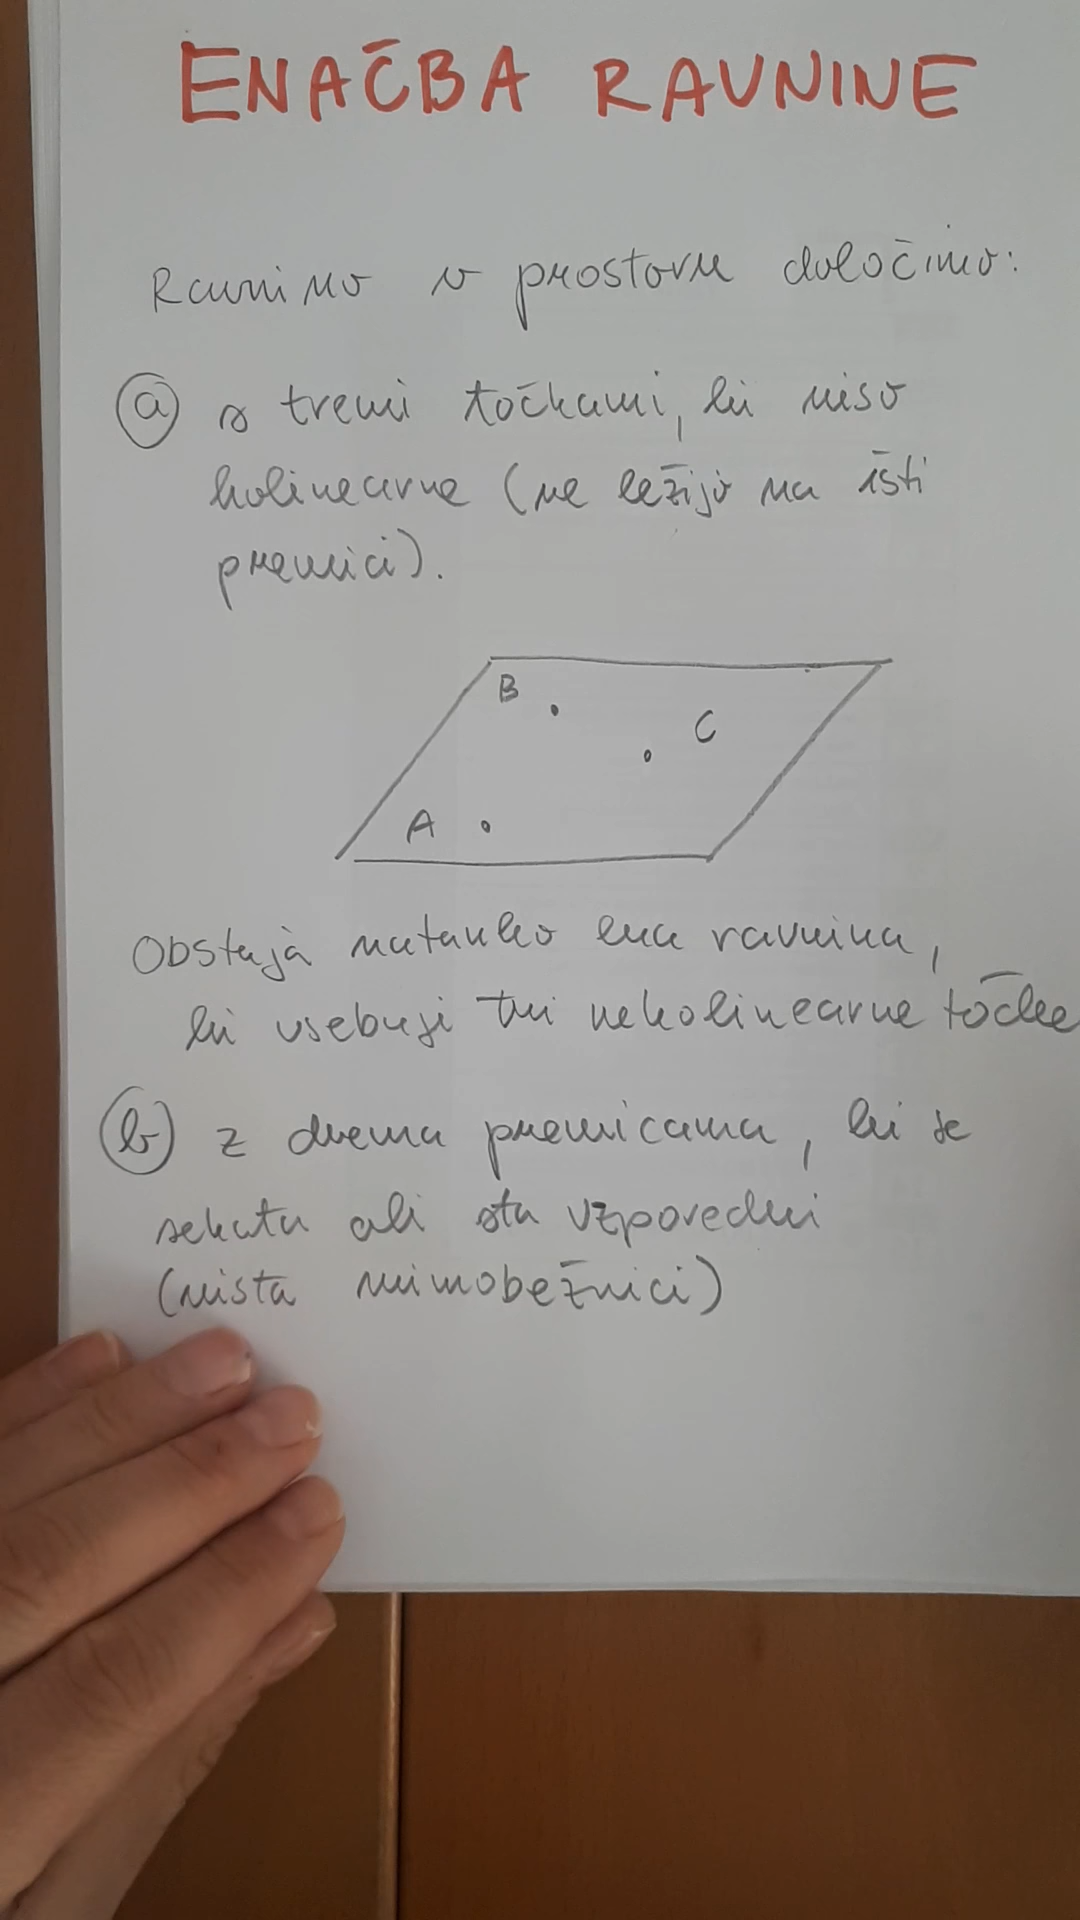 ENAČBA RAVNINE
Ravnino v prostoru določimo:
a s tremi točkami, ki niso
kolinearne (ne ležijo na isti
premici).
B
C
A
Obstaja natanko ena ravnina,
ki vsebuje tri nekolinearne točke
b z dvema premicama, ki se
sekata ali sta vzporedni
(nista mimobežnici)